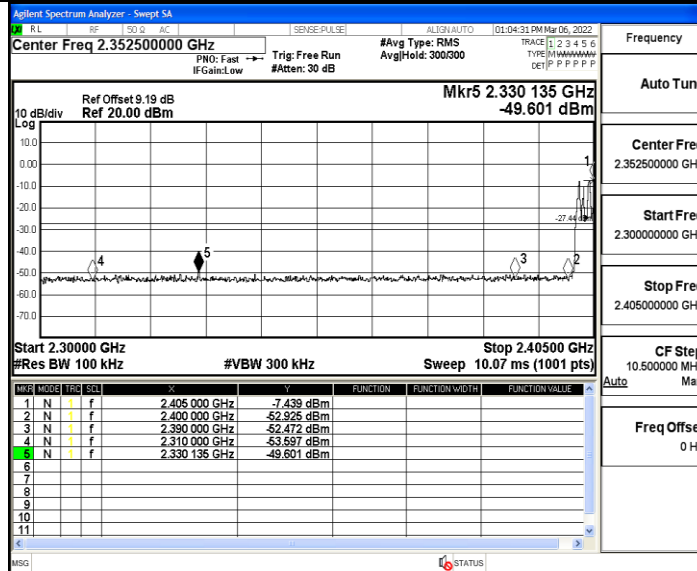 Agilent Spectrum Analyzer - Swept SA
RL RF 50 Ω AC SENSE:PULSE ALIGNAUTO 01:04:31 PM Mar 06, 2022
Center Freq 2.352500000 GHz
PNO: Fast
IFGain:Low
Trig: Free Run
#Atten: 30 dB
#Avg Type: RMS
Avg|Hold: 300/300
TRACE 1 2 3 4 5 6
TYPE M W W W W W
DET P P P P P P
Frequency
Auto Tun
Center Fre
2.352500000 GH
Start Fre
2.300000000 GH
Stop Fre
2.405000000 GH
CF Ste
10.500000 MH
Auto Ma
Freq Offse
0 H
Ref Offset 9.19 dB
10 dB/div Ref 20.00 dBm
Log
Mkr5 2.330 135 GHz
-49.601 dBm
10.0
0.00
-10.0
-20.0
-30.0
-40.0
-50.0
-60.0
-70.0
1
-27.44 dBm
4
5
3
2
Start 2.30000 GHz Stop 2.40500 GHz
#Res BW 100 kHz #VBW 300 kHz Sweep 10.07 ms (1001 pts)
MKR MODE TRC SCL X Y FUNCTION FUNCTION WIDTH FUNCTION VALUE
1 N 1 f 2.405 000 GHz -7.439 dBm
2 N 1 f 2.400 000 GHz -52.925 dBm
3 N 1 f 2.390 000 GHz -52.472 dBm
4 N 1 f 2.310 000 GHz -53.597 dBm
5 N 1 f 2.330 135 GHz -49.601 dBm
6
7
8
9
10
11
MSG STATUS